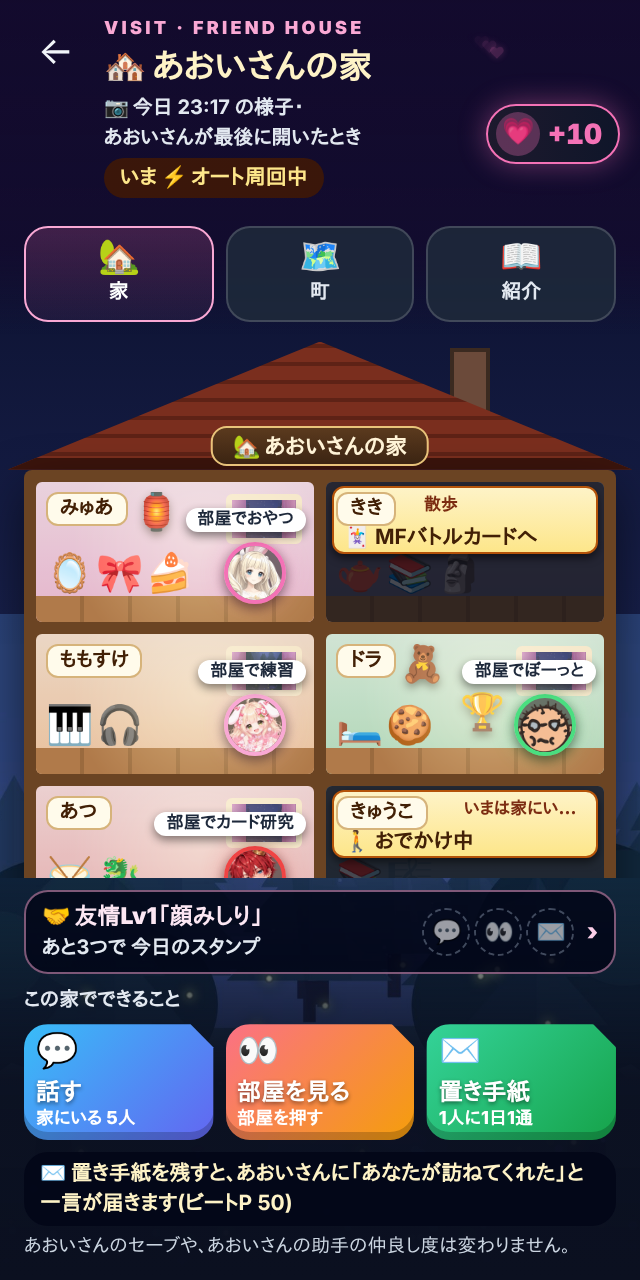 VISIT · FRIEND HOUSE
あおいさんの家
今日 23:17 の様子・
あおいさんが最後に開いたとき
いま⚡オート周回中
+10
家
町
紹介
あおいさんの家
みゅあ
部屋でおやつ
きき
散歩
MFバトルカードへ
ももすけ
部屋で練習
ドラ
部屋でぼーっと
あつ
部屋でカード研究
きゅうこ
いまは家にい…
おでかけ中
友情Lv1「顔みしり」
あと3つで 今日のスタンプ
この家でできること
話す
家にいる 5人
部屋を見る
部屋を押す
置き手紙
1人に1日1通
置き手紙を残すと、あおいさんに「あなたが訪ねてくれた」と
一言が届きます(ビートP 50)
あおいさんのセーブや、あおいさんの助手の仲良し度は変わりません。